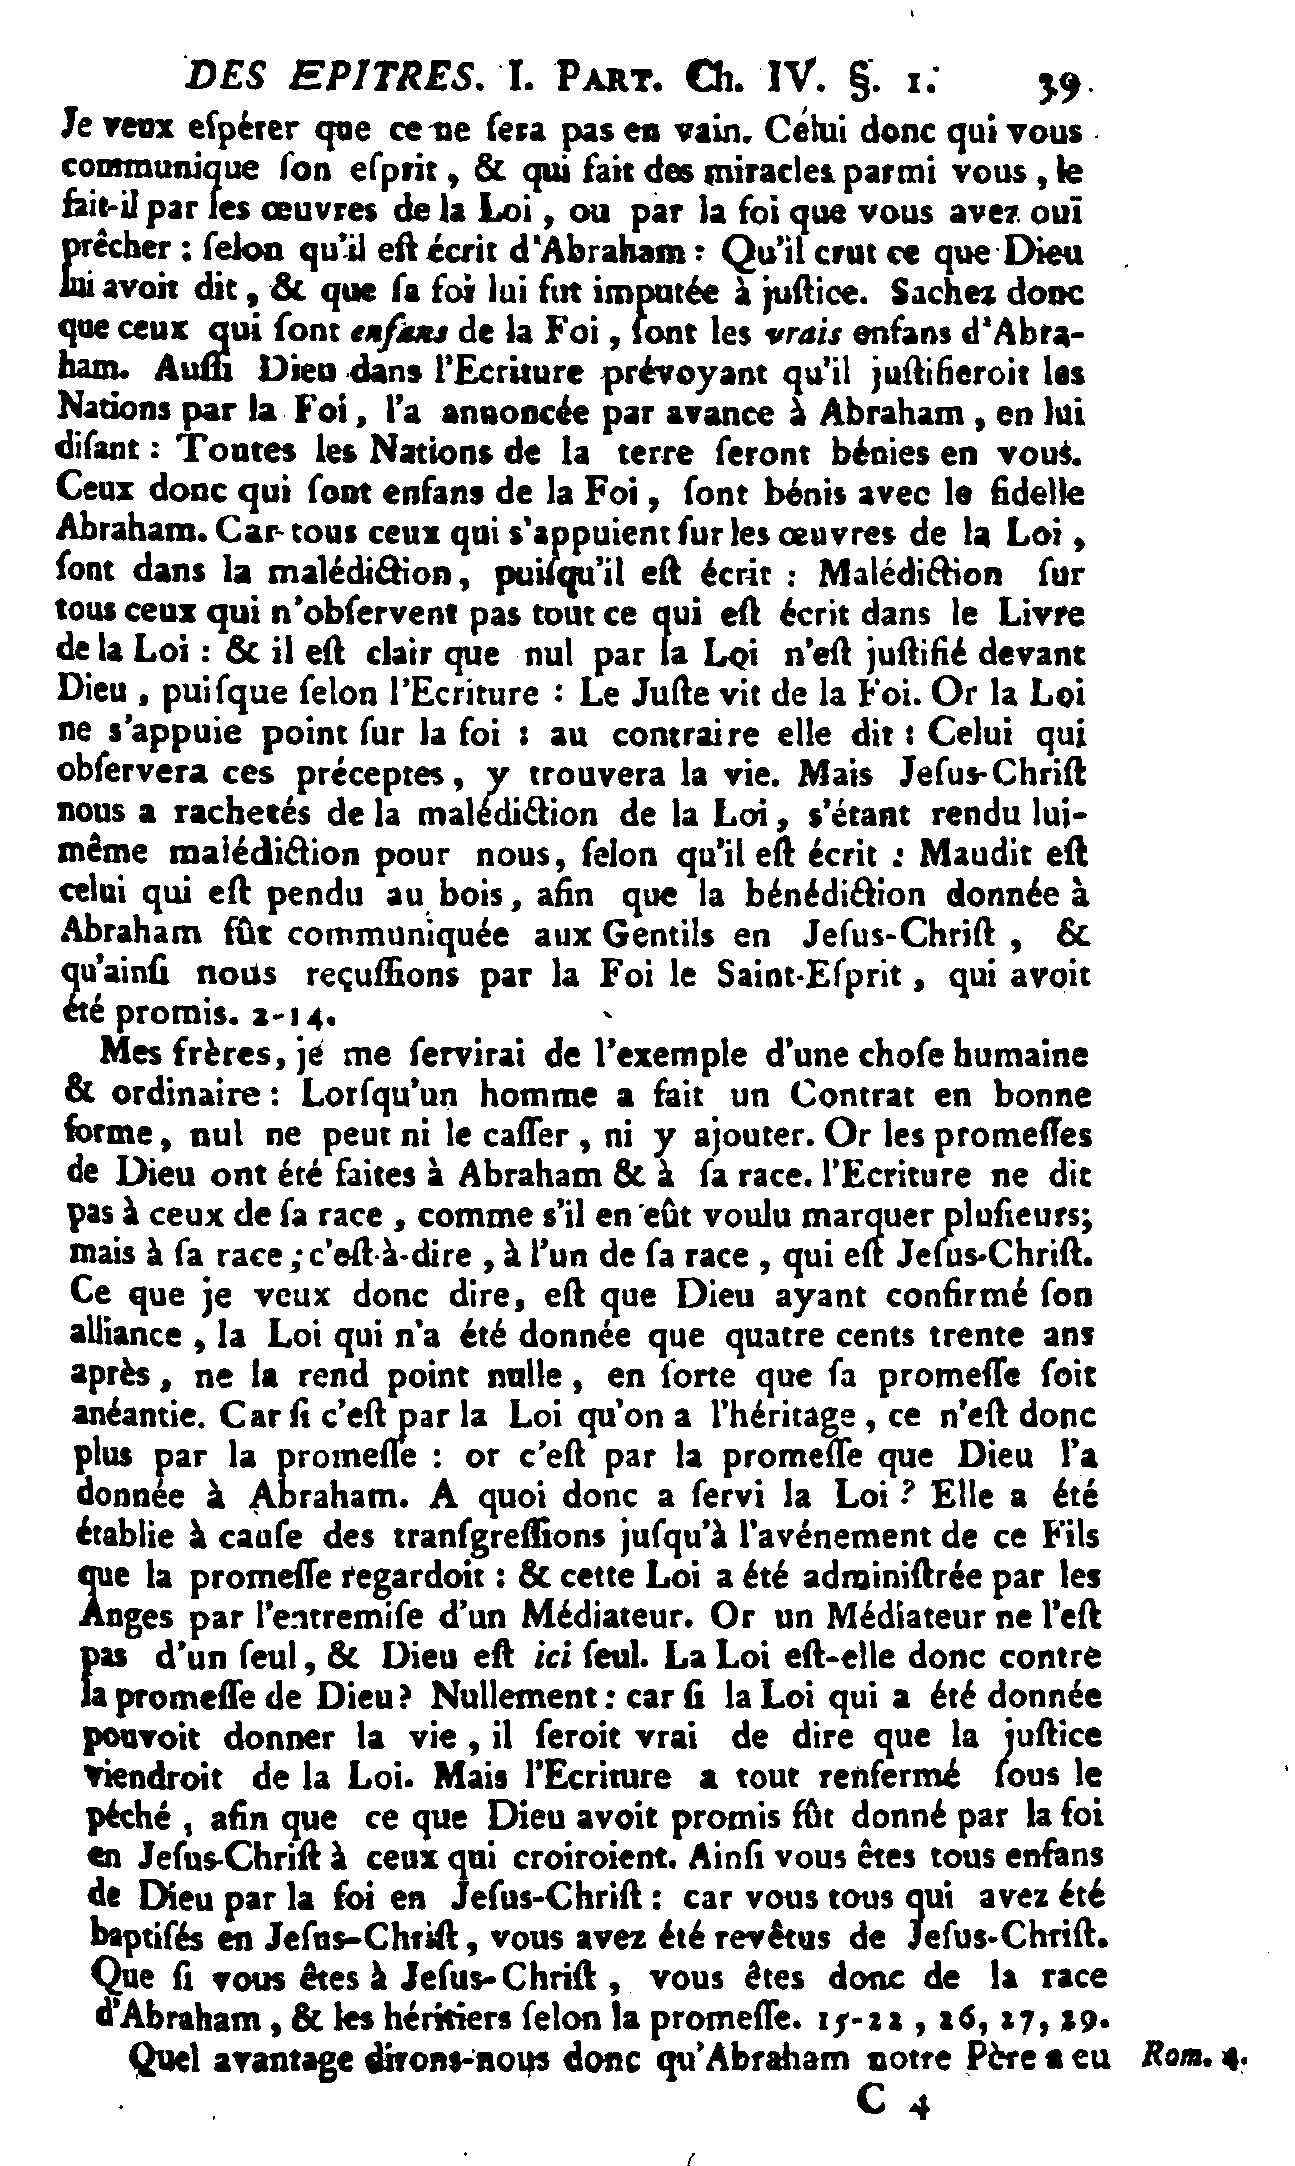 DES EPITRES. I. PART. Ch. IV. §. 1. 39
Je veux eſpérer que ce ne ſera pas en vain. Celui donc qui vous
communique ſon eſprit, & qui fait des miracles parmi vous, le
fait-il par les œuvres de la Loi, ou par la foi que vous avez ouï
prêcher : ſelon qu'il eſt écrit d'Abraham : Qu'il crut ce que Dieu
lui avoit dit, & que ſa foi lui fut imputée à juſtice. Sachez donc
que ceux qui ſont enfans de la Foi, ſont les vrais enfans d'Abra-
ham. Auſſi Dieu dans l'Ecriture prévoyant qu'il juſtifieroit les
Nations par la Foi, l'a annoncée par avance à Abraham, en lui
diſant : Toutes les Nations de la terre ſeront bénies en vous.
Ceux donc qui ſont enfans de la Foi, ſont bénis avec le fidelle
Abraham. Car tous ceux qui s'appuient ſur les œuvres de la Loi,
ſont dans la malédiction, puiſqu'il eſt écrit : Malédiction ſur
tous ceux qui n'obſervent pas tout ce qui eſt écrit dans le Livre
de la Loi : & il eſt clair que nul par la Loi n'eſt juſtifié devant
Dieu, puiſque ſelon l'Ecriture : Le Juſte vit de la Foi. Or la Loi
ne s'appuie point ſur la foi : au contraire elle dit : Celui qui
obſervera ces préceptes, y trouvera la vie. Mais Jeſus-Chriſt
nous a rachetés de la malédiction de la Loi, s'étant rendu lui-
même malédiction pour nous, ſelon qu'il eſt écrit : Maudit eſt
celui qui eſt pendu au bois, afin que la bénédiction donnée à
Abraham fût communiquée aux Gentils en Jeſus-Chriſt, &
qu'ainſi nous reçuſſions par la Foi le Saint-Eſprit, qui avoit
été promis. 2-14.
Mes frères, je me ſervirai de l'exemple d'une choſe humaine
& ordinaire : Lorſqu'un homme a fait un Contrat en bonne
forme, nul ne peut ni le caſſer, ni y ajouter. Or les promeſſes
de Dieu ont été faites à Abraham & à ſa race. l'Ecriture ne dit
pas à ceux de ſa race, comme s'il en eût voulu marquer pluſieurs;
mais à ſa race; c'eſt-à-dire, à l'un de ſa race, qui eſt Jeſus-Chriſt.
Ce que je veux donc dire, eſt que Dieu ayant confirmé ſon
alliance, la Loi qui n'a été donnée que quatre cents trente ans
après, ne la rend point nulle, en ſorte que ſa promeſſe ſoit
anéantie. Car ſi c'eſt par la Loi qu'on a l'héritage, ce n'eſt donc
plus par la promeſſe : or c'eſt par la promeſſe que Dieu l'a
donnée à Abraham. A quoi donc a ſervi la Loi ? Elle a été
établie à cauſe des tranſgreſſions juſqu'à l'avénement de ce Fils
que la promeſſe regardoit : & cette Loi a été adminiſtrée par les
Anges par l'entremiſe d'un Médiateur. Or un Médiateur ne l'eſt
pas d'un ſeul, & Dieu eſt ici ſeul. La Loi eſt-elle donc contre
la promeſſe de Dieu? Nullement : car ſi la Loi qui a été donnée
pouvoit donner la vie, il ſeroit vrai de dire que la juſtice
viendroit de la Loi. Mais l'Ecriture a tout renfermé ſous le
péché, afin que ce que Dieu avoit promis fût donné par la foi
en Jeſus-Chriſt à ceux qui croiroient. Ainſi vous êtes tous enfans
de Dieu par la foi en Jeſus-Chriſt : car vous tous qui avez été
baptiſés en Jeſus-Chriſt, vous avez été revêtus de Jeſus-Chriſt.
Que ſi vous êtes à Jeſus-Chriſt, vous êtes donc de la race
d'Abraham, & les héritiers ſelon la promeſſe. 15-22, 26, 27, 29.
Quel avantage dirons-nous donc qu'Abraham notre Père a eu Rom. 4.
C 4